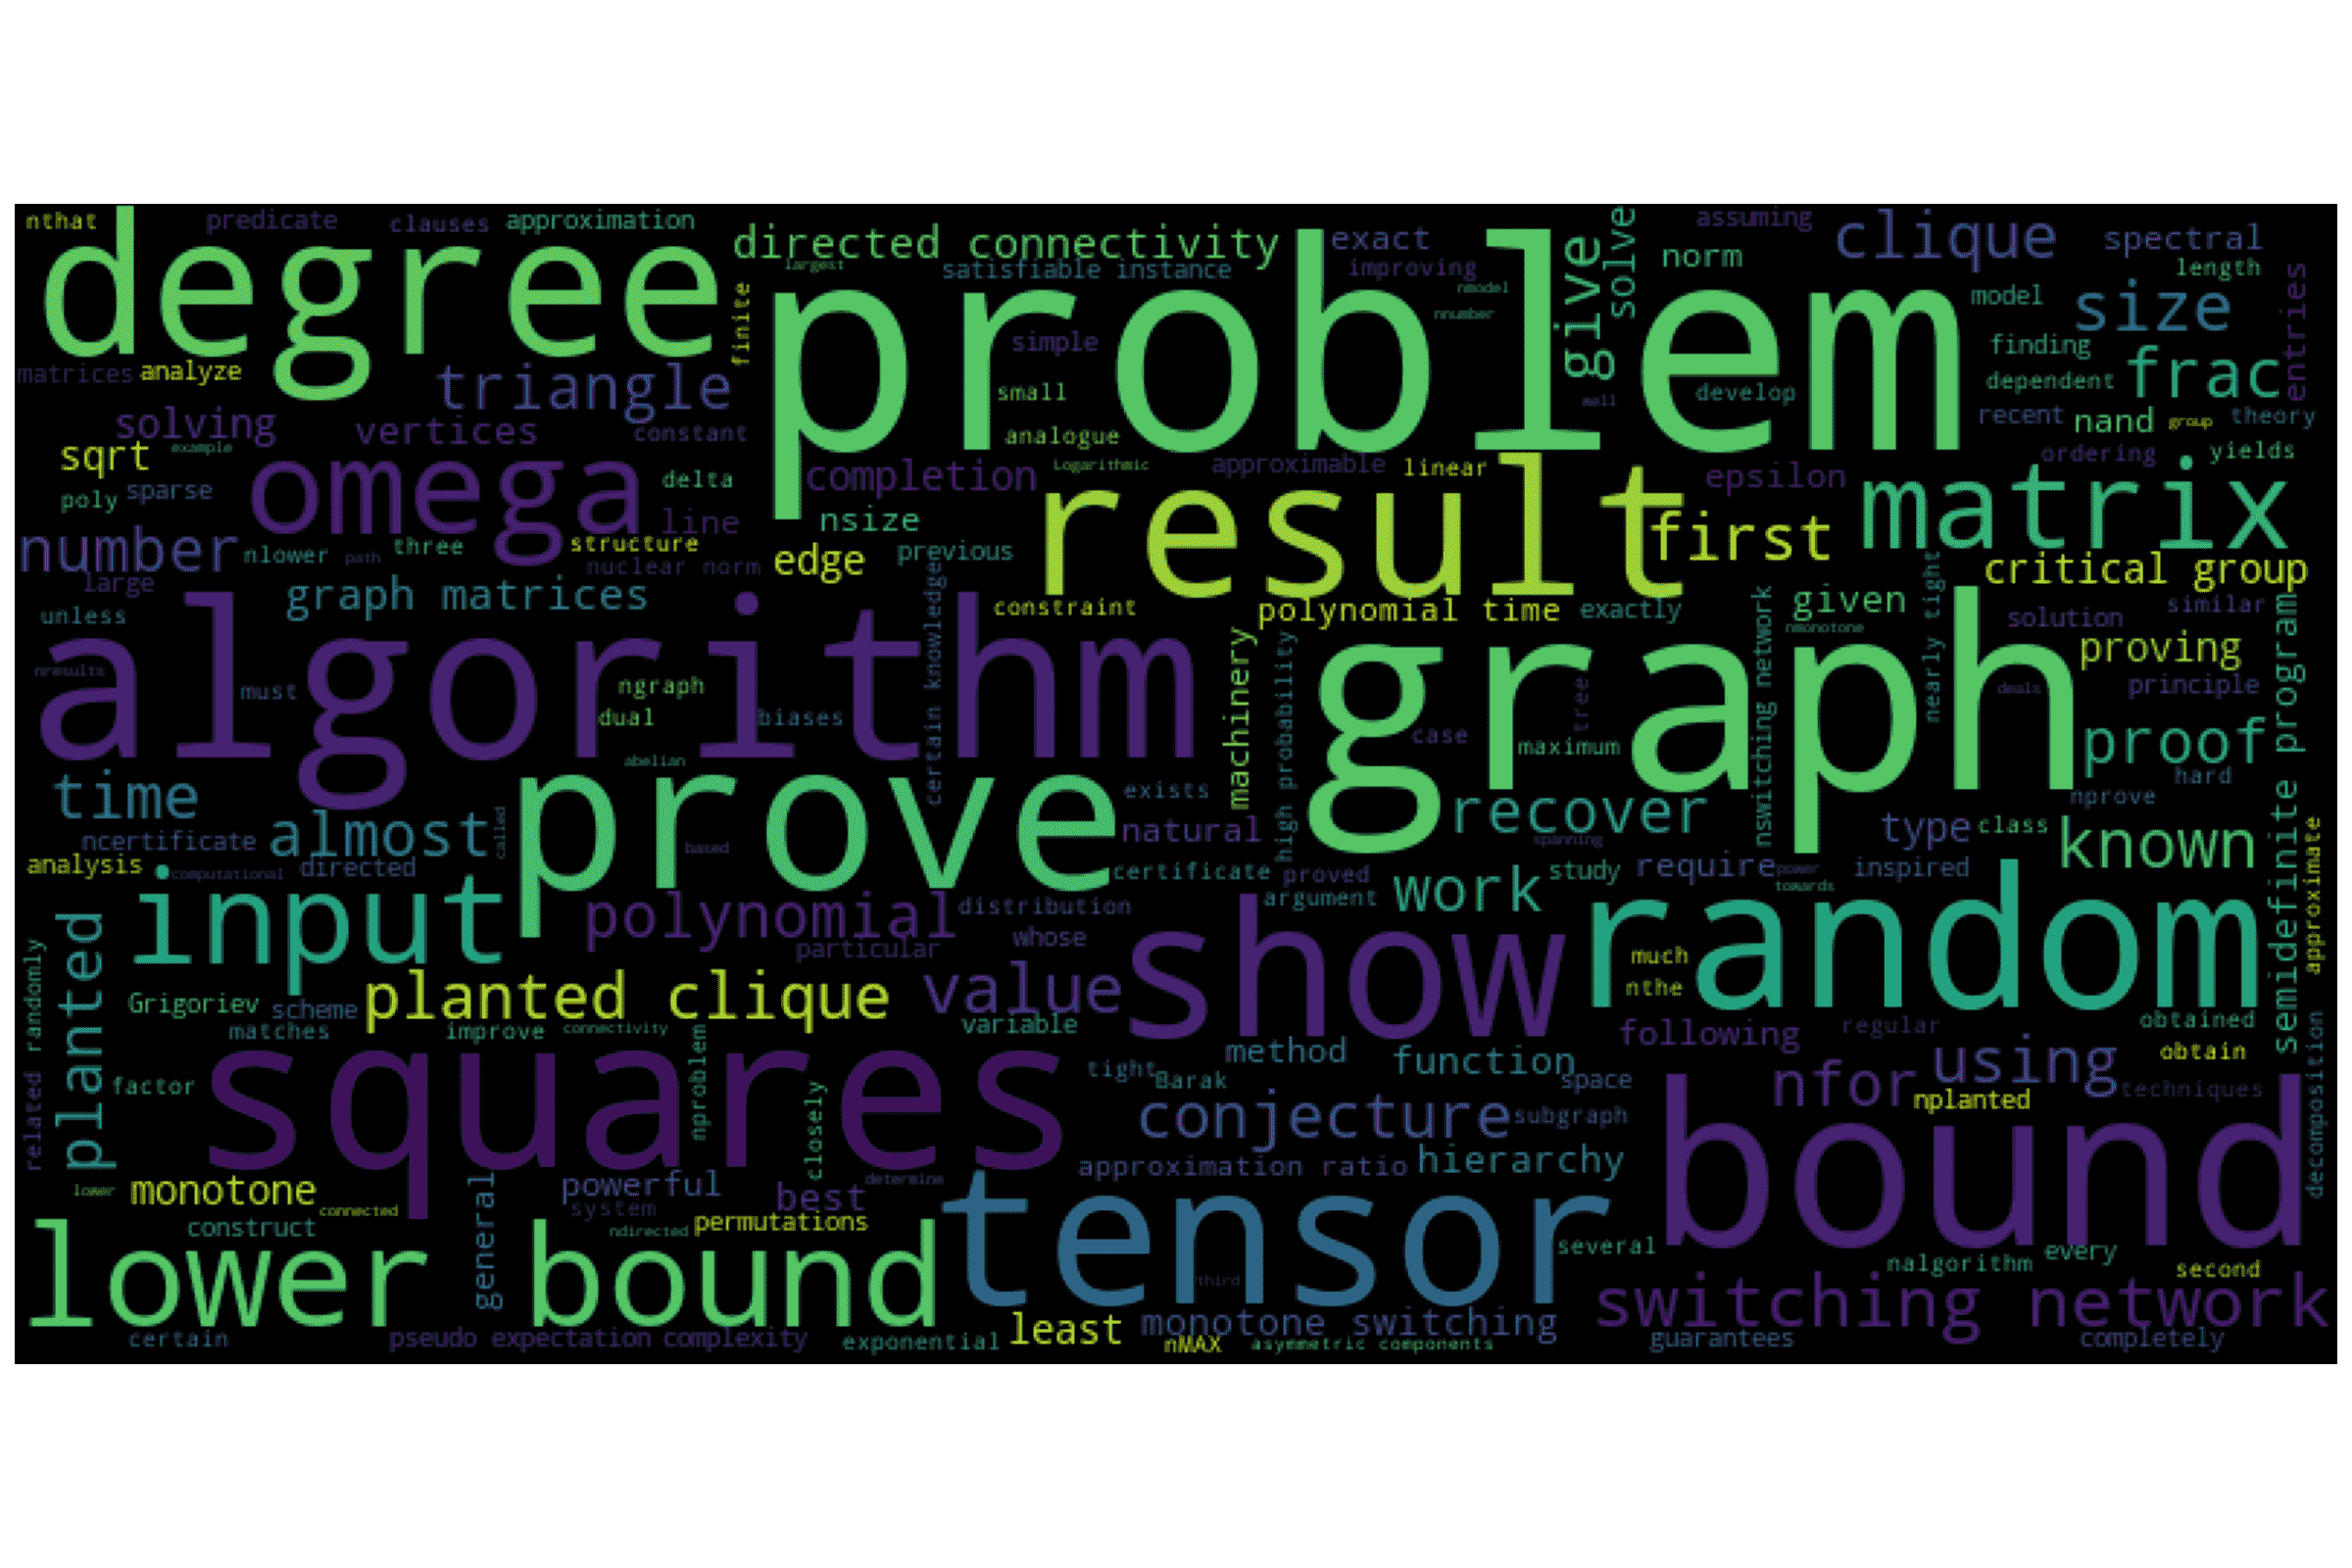 nthat predicate clauses approximation
degree
directed connectivity
problem
exact
give
solve
assuming
clique
spectral
largest
satisfiable instance
improving
nmodel
norm
length
model
size
entries
finite
nnumber
simple
finding
matrices analyze
triangle
small
develop
dependent
frac
well
recent
nand
group
theory
solving
vertices
constant
analogue
sqrt
example
omega
completion
Logarithmic
approximable
linear
epsilon
ordering
yields
poly
sparse
delta
line
nsize
result
first
matrix
number
nlower
path
three
structure
nuclear norm
edge
previous
critical group
large
graph matrices
certain knowledge
constraint
polynomial time
exactly
given
nearly tight
solution
similar
unless
algorithm
machinery
high probability
graph
nswitching network
nmonotone
proving
semidefinite program
nresults
must
ngraph
dual
biases
tree
deals
principle
abelian
case
maximum
proof
hard
time
prove
exists
recover
nprove
ncertificate
almost
called
based
natural
spanning
type
class
known
analysis
computational
directed
certificate
proved
study
require
power
inspired
approximate
input
towards
planted
polynomial
distribution
argument
work
random
particular
whose
show
much
related randomly
Grigoriev
scheme
planted clique
value
nthe
matches
improve
connectivity
variable
following
regular
obtained
squares
nproblem
method
function
using
obtain
decomposition
factor
closely
tight
Barak
space
nfor
nplanted
techniques
conjecture
subgraph
bound
approximation ratio
hierarchy
lower
monotone
general
powerful
best
determine
tensor
connected
system
construct
ndirected
permutations
lower bound
third
several
nalgorithm
every
second
switching network
certain
pseudo expectation
complexity
exponential
least
monotone switching
nMAX
asymmetric components
guarantees
completely